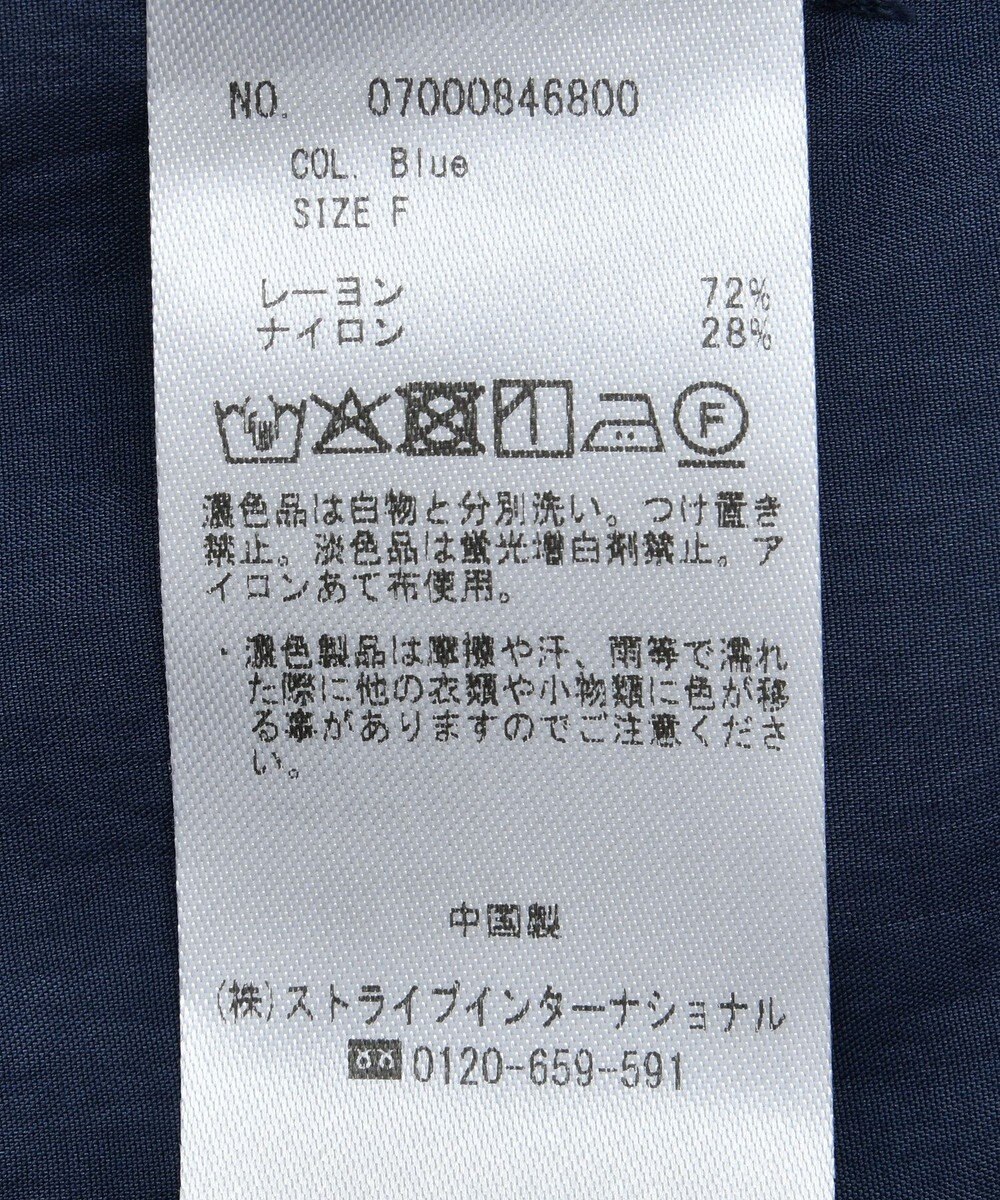 NO. 07000846800
COL. Blue
SIZE F
レーヨン 72%
ナイロン 28%
F
濃色品は白物と分別洗い。つけ置き
禁止。淡色品は蛍光増白剤禁止。ア
イロンあて布使用。
・濃色製品は摩擦や汗、雨等で濡れ
た際に他の衣類や小物類に色が移
る事がありますのでご注意くださ
い。
中国製
(株)ストライプインターナショナル
0120-659-591